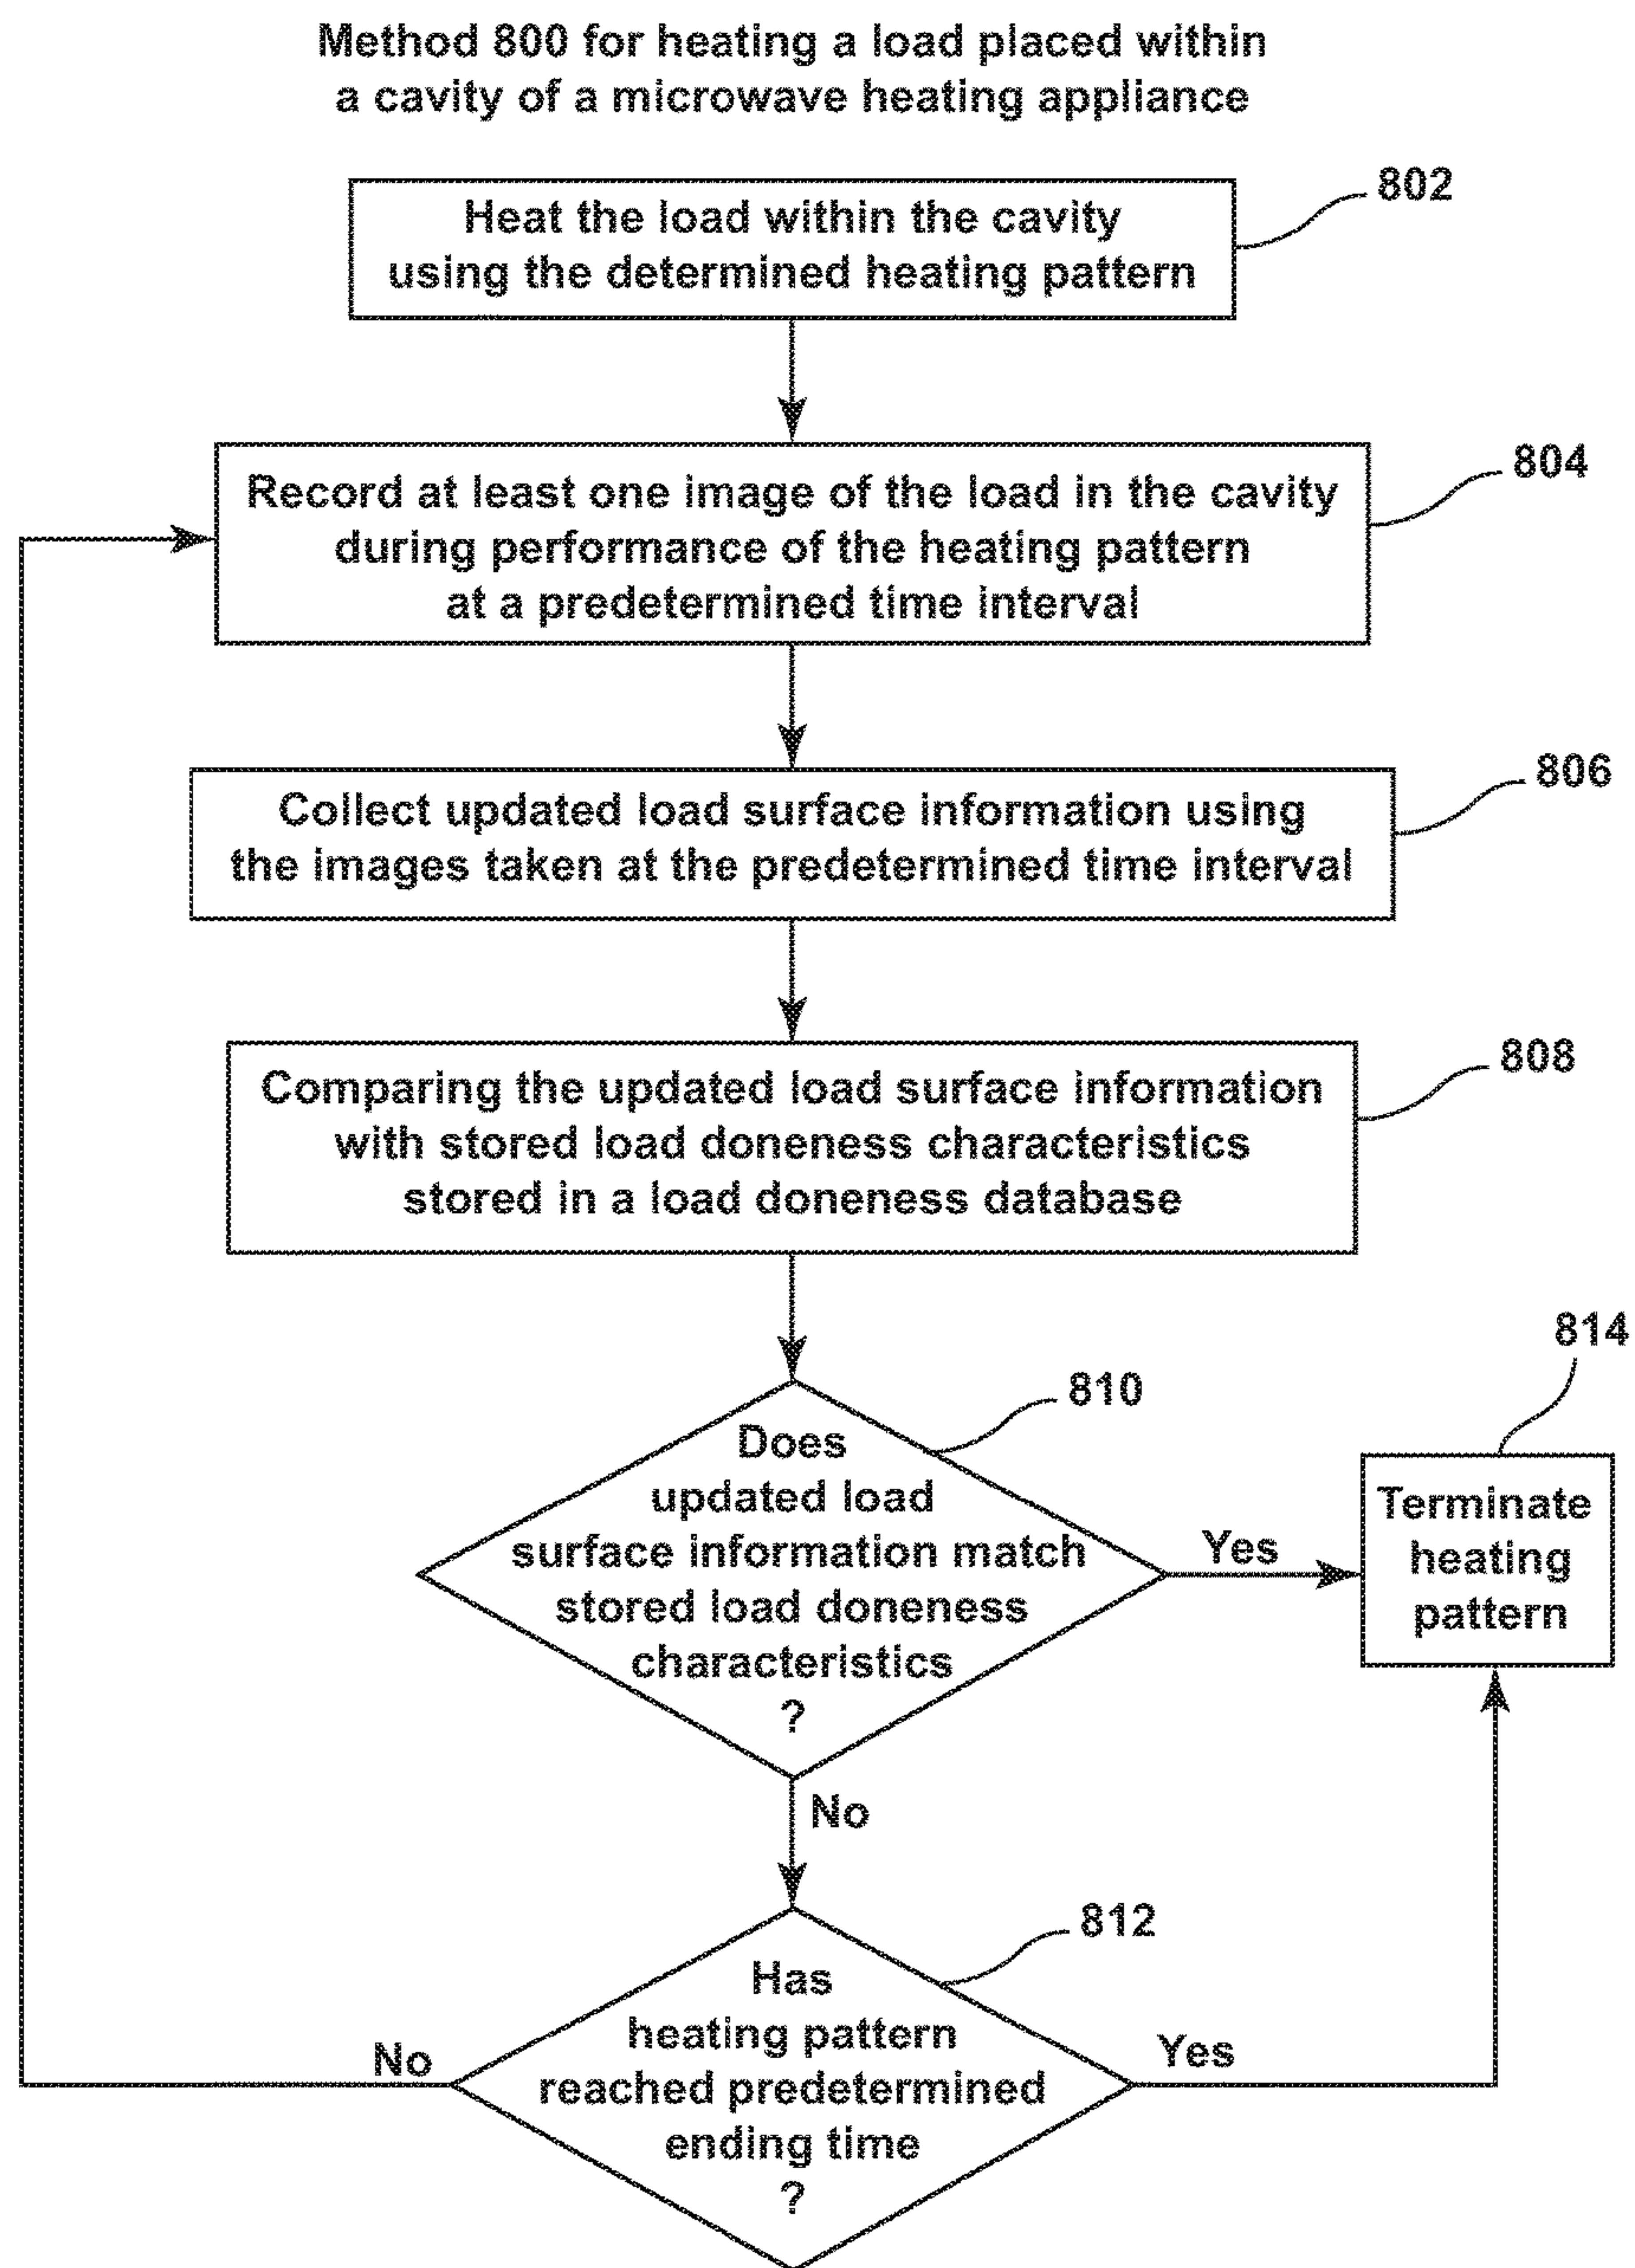 Method 800 for heating a load placed within
a cavity of a microwave heating appliance
802
Heat the load within the cavity
using the determined heating pattern
804
Record at least one image of the load in the cavity
during performance of the heating pattern
at a predetermined time interval
806
Collect updated load surface information using
the images taken at the predetermined time interval
808
Comparing the updated load surface information
with stored load doneness characteristics
stored in a load doneness database
810
Does
updated load
surface information match
stored load doneness
characteristics
?
Yes
814
Terminate
heating
pattern
No
812
Has
heating pattern
reached predetermined
ending time
?
No
Yes